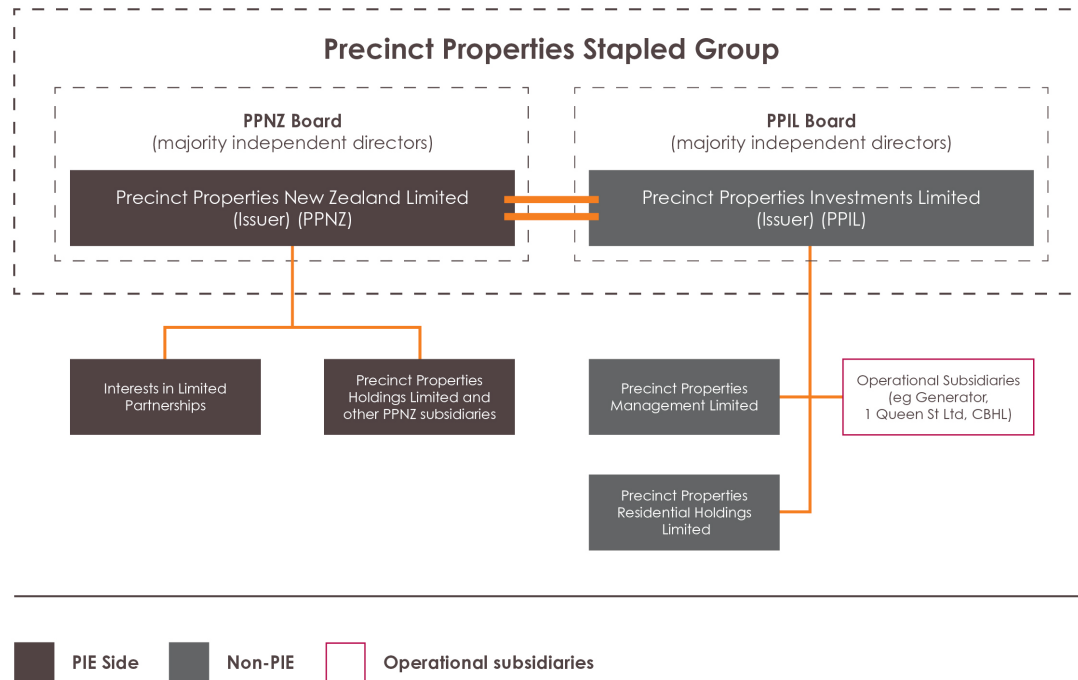 Precinct Properties Stapled Group
PPNZ Board
(majority independent directors)
Precinct Properties New Zealand Limited
(Issuer) (PPNZ)
PPIL Board
(majority independent directors)
Precinct Properties Investments Limited
(Issuer) (PPIL)
Interests in Limited
Partnerships
Precinct Properties
Holdings Limited and
other PPNZ subsidiaries
Precinct Properties
Management Limited
Operational Subsidiaries
(eg Generator,
1 Queen St Ltd, CBHL)
Precinct Properties
Residential Holdings
Limited
PIE Side
Non-PIE
Operational subsidiaries